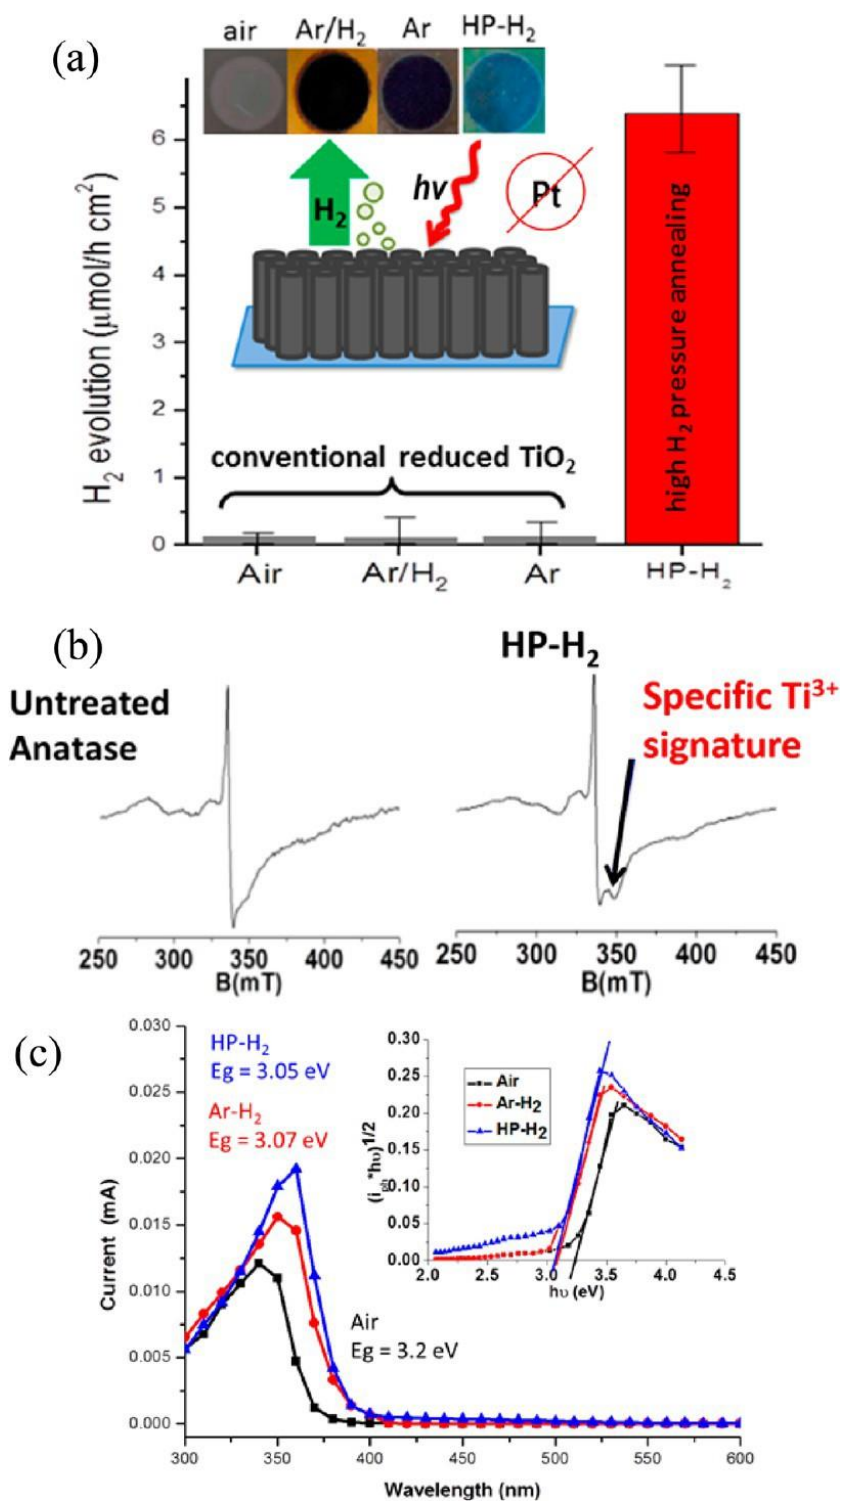 (a)
air Ar/H₂ Ar HP-H₂
H₂ evolution (μmol/h cm²)
6
5
4
3
2
1
0
H₂
hν
Pt
high H₂ pressure annealing
conventional reduced TiO₂
Air Ar/H₂ Ar HP-H₂
(b)
Untreated
Anatase
250 300 350 400 450
B(mT)
HP-H₂
Specific Ti³⁺
signature
250 300 350 400 450
B(mT)
(c)
Current (mA)
0.030
0.025
0.020
0.015
0.010
0.005
0.000
HP-H₂
Eg = 3.05 eV
Ar-H₂
Eg = 3.07 eV
Air
Eg = 3.2 eV
300 350 400 450 500 550 600
Wavelength (nm)
(iₚₕ*hυ)^1/2
0.30
0.25
0.20
0.15
0.10
0.05
0.00
Air
Ar-H₂
HP-H₂
2.0 2.5 3.0 3.5 4.0 4.5
hυ (eV)